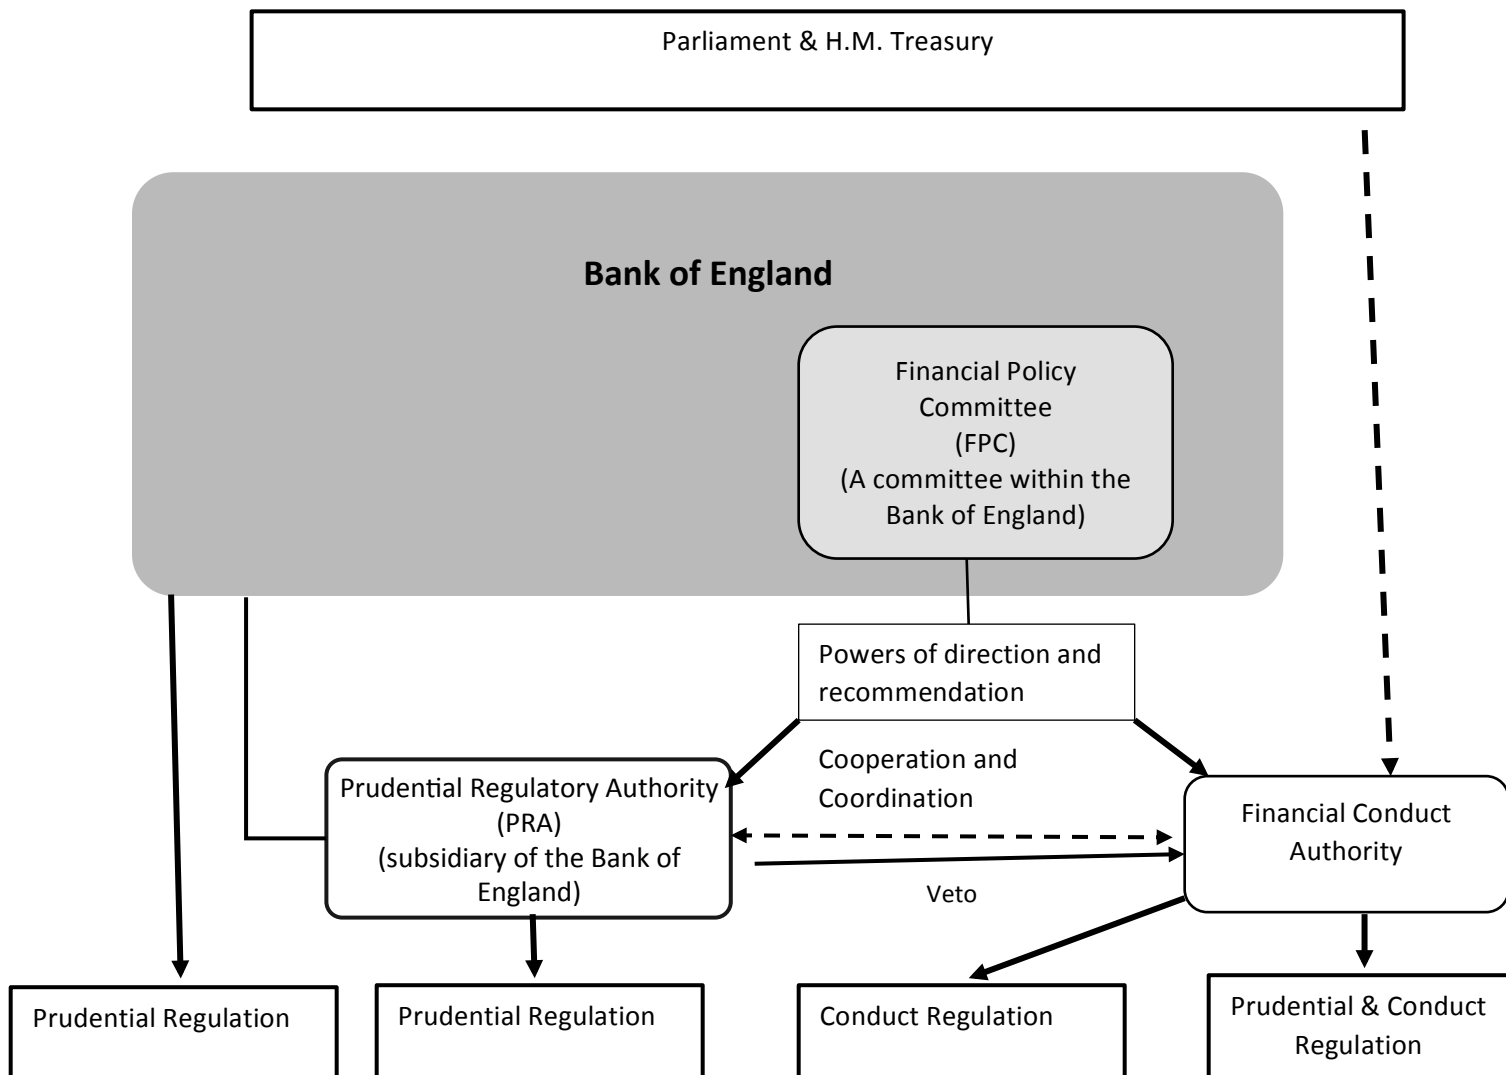 Parliament & H.M. Treasury
Bank of England
Financial Policy
Committee
(FPC)
(A committee within the
Bank of England)
Powers of direction and
recommendation
Cooperation and
Coordination
Prudential Regulatory Authority
(PRA)
(subsidiary of the Bank of
England)
Financial Conduct
Authority
Veto
Prudential Regulation
Prudential Regulation
Conduct Regulation
Prudential & Conduct
Regulation